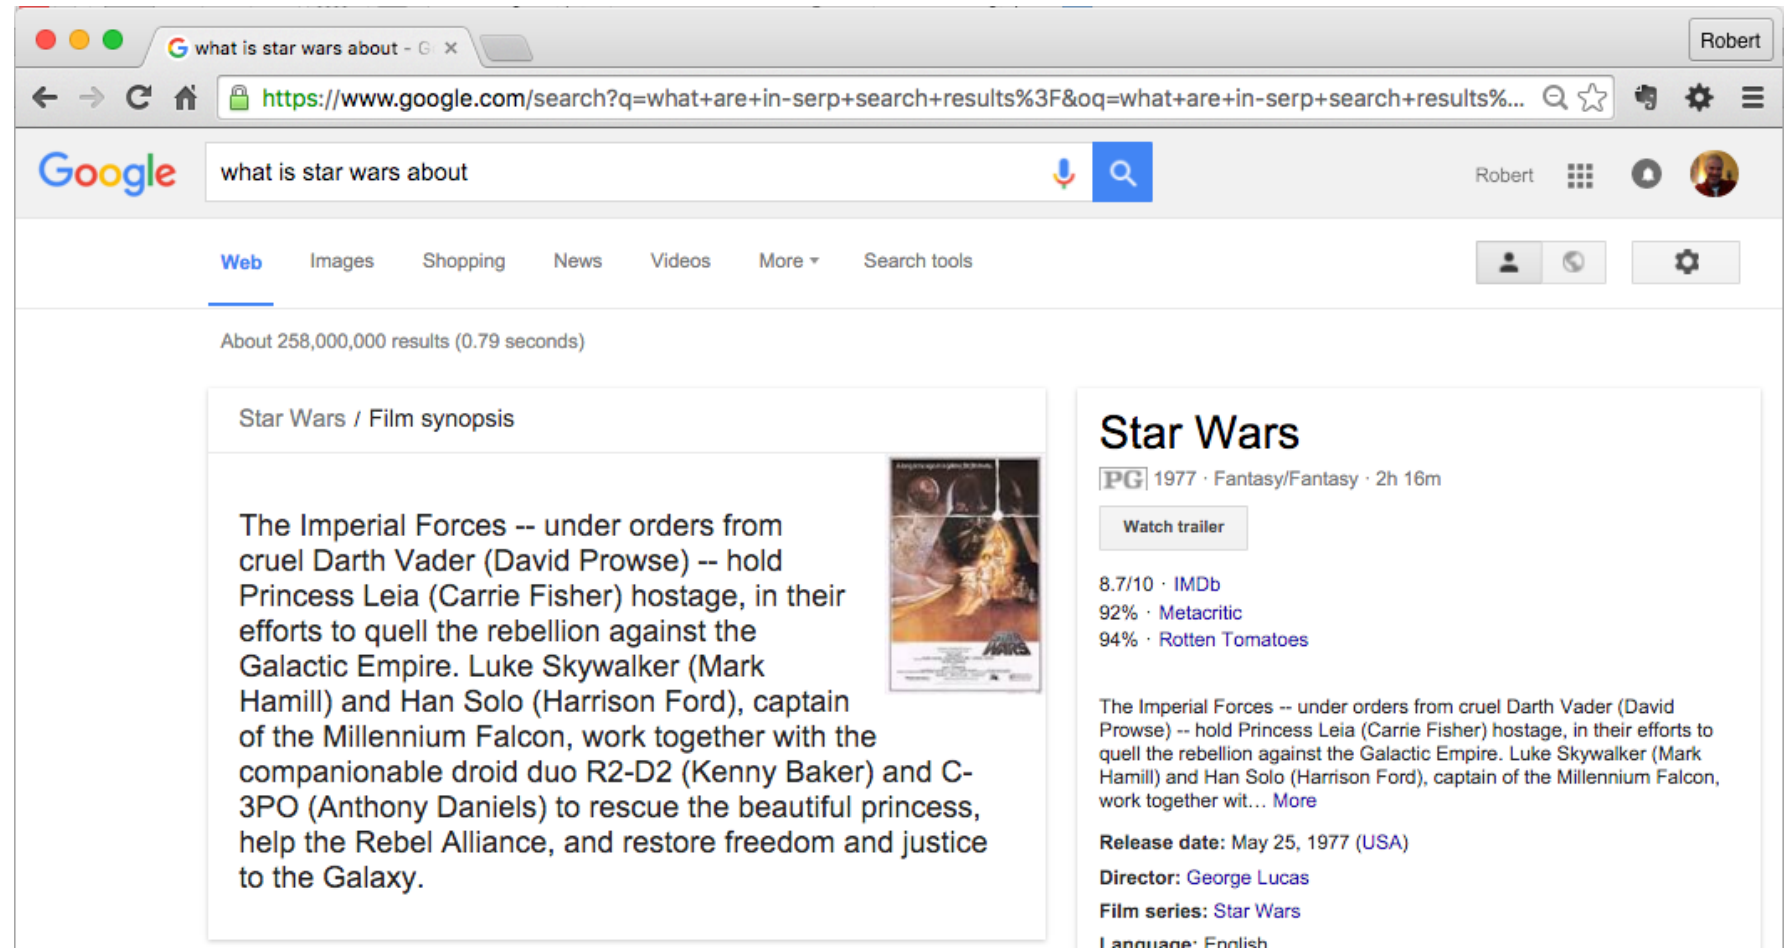 what is star wars about - G
Robert
https://www.google.com/search?q=what+are+in-serp+search+results%3F&oq=what+are+in-serp+search+results%...
Google
what is star wars about
Robert
Web Images Shopping News Videos More Search tools
About 258,000,000 results (0.79 seconds)
Star Wars / Film synopsis
The Imperial Forces -- under orders from
cruel Darth Vader (David Prowse) -- hold
Princess Leia (Carrie Fisher) hostage, in their
efforts to quell the rebellion against the
Galactic Empire. Luke Skywalker (Mark
Hamill) and Han Solo (Harrison Ford), captain
of the Millennium Falcon, work together with the
companionable droid duo R2-D2 (Kenny Baker) and C-
3PO (Anthony Daniels) to rescue the beautiful princess,
help the Rebel Alliance, and restore freedom and justice
to the Galaxy.
STAR WARS
Star Wars
PG 1977 · Fantasy/Fantasy · 2h 16m
Watch trailer
8.7/10 · IMDb
92% · Metacritic
94% · Rotten Tomatoes
The Imperial Forces -- under orders from cruel Darth Vader (David
Prowse) -- hold Princess Leia (Carrie Fisher) hostage, in their efforts to
quell the rebellion against the Galactic Empire. Luke Skywalker (Mark
Hamill) and Han Solo (Harrison Ford), captain of the Millennium Falcon,
work together wit... More
Release date: May 25, 1977 (USA)
Director: George Lucas
Film series: Star Wars
Language: English